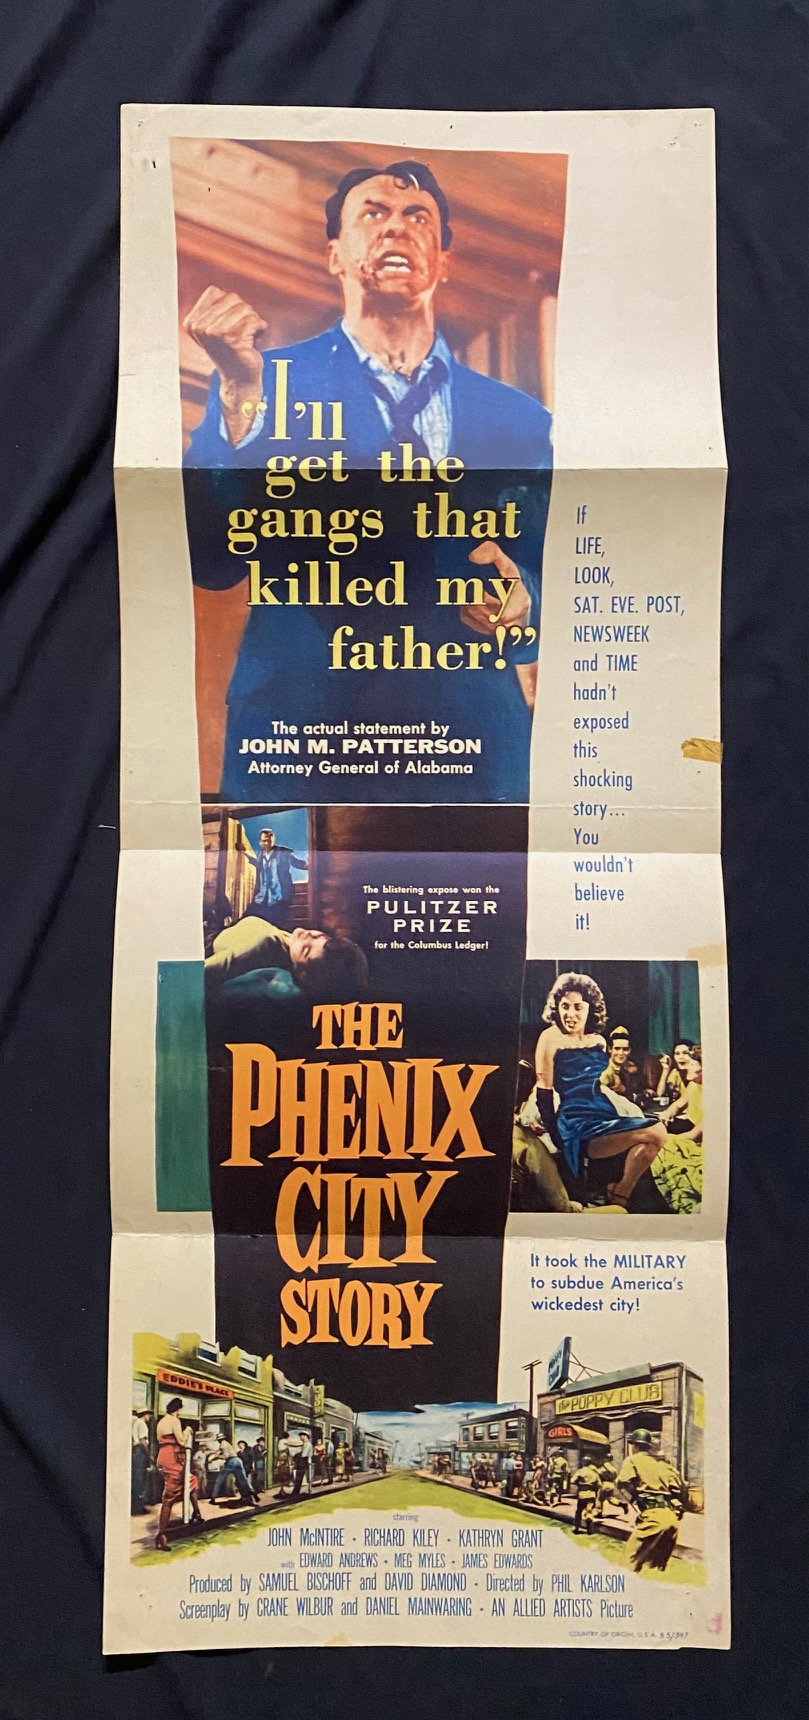 “I’ll
get the
gangs that
killed my
father!”
The actual statement by
JOHN M. PATTERSON
Attorney General of Alabama
If
LIFE,
LOOK,
SAT. EVE. POST,
NEWSWEEK
and TIME
hadn't
exposed
this
shocking
story...
You
wouldn't
believe
it!
The blistering expose won the
PULITZER
PRIZE
for the Columbus Ledger!
THE
PHENIX
CITY
STORY
It took the MILITARY
to subdue America's
wickedest city!
EDDIE'S PLACE
THE POPPY CLUB
GIRLS
starring
JOHN McINTIRE • RICHARD KILEY • KATHRYN GRANT
with EDWARD ANDREWS • MEG MYLES • JAMES EDWARDS
Produced by SAMUEL BISCHOFF and DAVID DIAMOND • Directed by PHIL KARLSON
Screenplay by CRANE WILBUR and DANIEL MAINWARING • AN ALLIED ARTISTS Picture
COUNTRY OF ORIGIN, U.S.A. 55/397